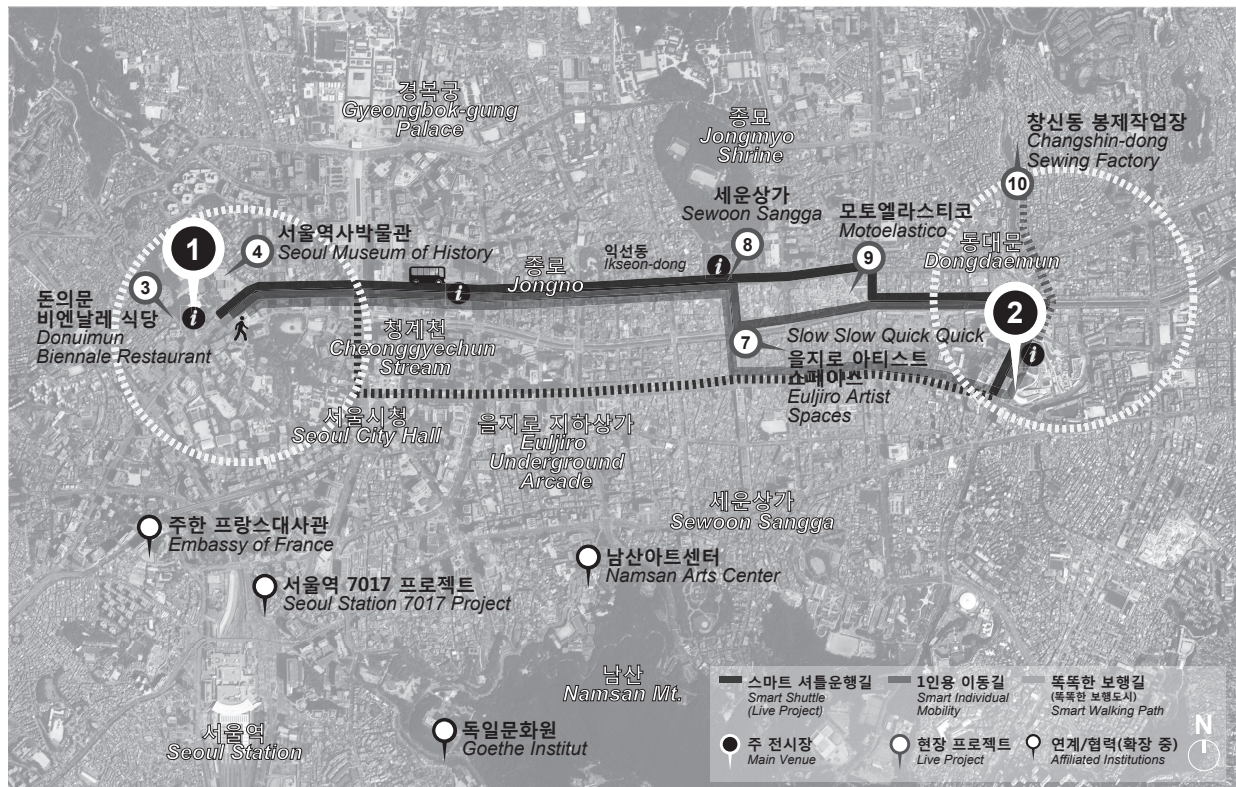 경복궁
Gyeongbok-gung
Palace
종묘
Jongmyo
Shrine
창신동 봉제작업장
Changshin-dong
Sewing Factory
10
세운상가
Sewoon Sangga
8
i
모토엘라스티코
Motoelastico
9
동대문
Dongdaemun
1
4
서울역사박물관
Seoul Museum of History
익선동
Ikseon-dong
종로
Jongno
i
3
i
돈의문
비엔날레 식당
Donuimun
Biennale Restaurant
2
i
청계천
Cheonggyechun
Stream
7
Slow Slow Quick Quick
을지로 아티스트
스페이스
Euljiro Artist
Spaces
서울시청
Seoul City Hall
을지로 지하상가
Euljiro
Underground
Arcade
세운상가
Sewoon Sangga
주한 프랑스대사관
Embassy of France
남산아트센터
Namsan Arts Center
서울역 7017 프로젝트
Seoul Station 7017 Project
남산
Namsan Mt.
서울역
Seoul Station
독일문화원
Goethe Institut
스마트 셔틀운행길
Smart Shuttle
(Live Project)
1인용 이동길
Smart Individual
Mobility
똑똑한 보행길
(똑똑한 보행도시)
Smart Walking Path
주 전시장
Main Venue
현장 프로젝트
Live Project
연계/협력(확장 중)
Affiliated Institutions
N